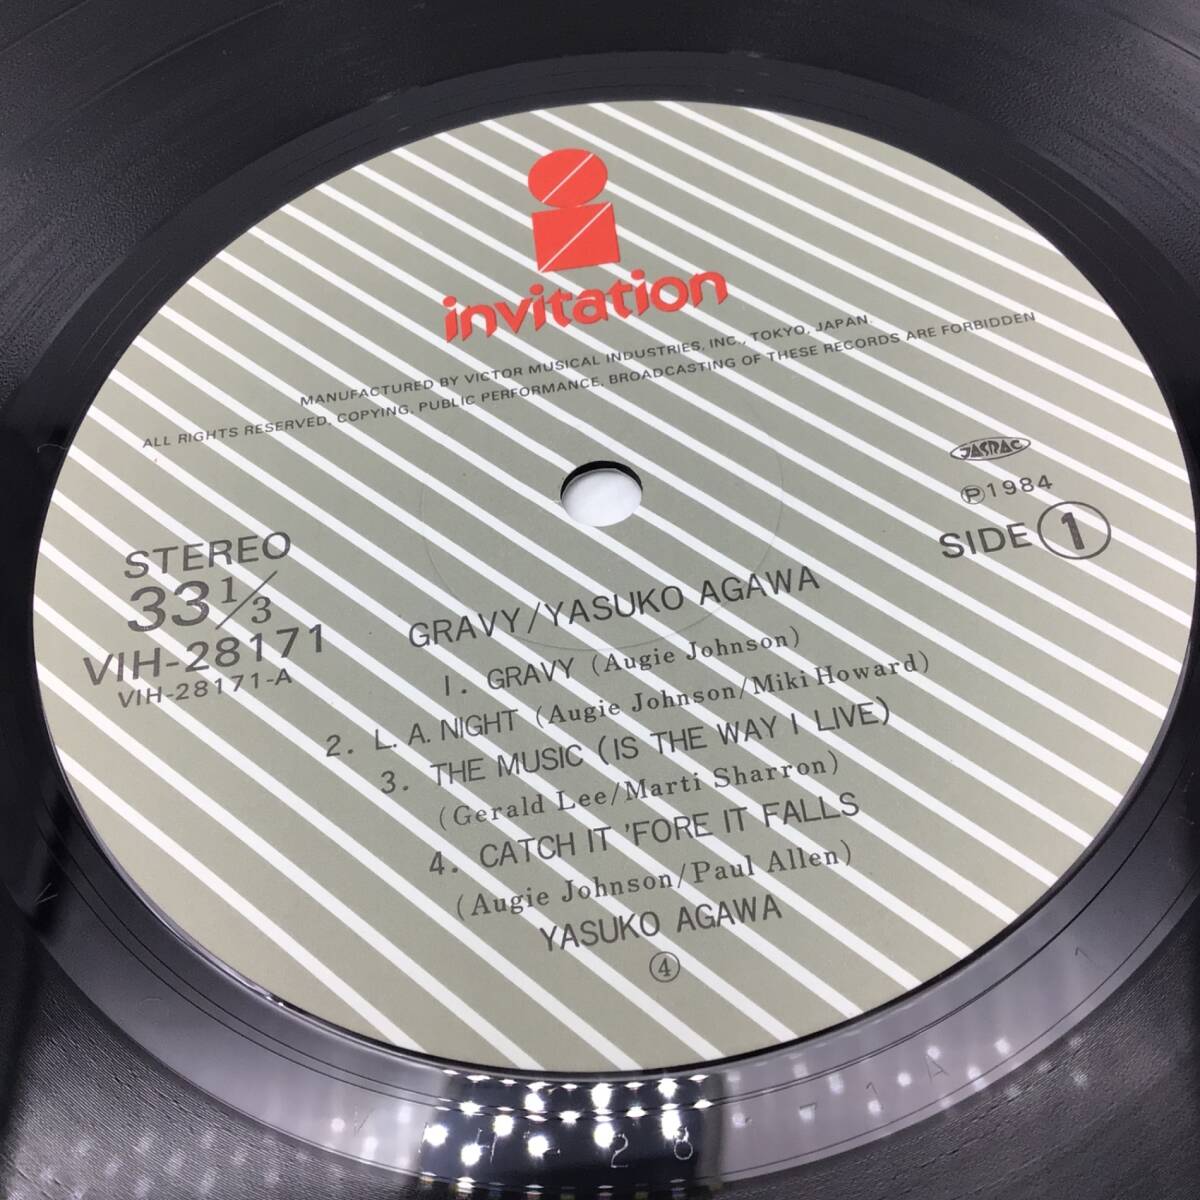 invitation
MANUFACTURED BY VICTOR MUSICAL INDUSTRIES, INC., TOKYO, JAPAN.
ALL RIGHTS RESERVED. COPYING, PUBLIC PERFORMANCE, BROADCASTING OF THESE RECORDS ARE FORBIDDEN
JASRAC
Ⓟ1984
SIDE 1
STEREO
33 1/3
VIH-28171
VIH-28171-A
GRAVY/YASUKO AGAWA
1. GRAVY (Augie Johnson)
2. L. A. NIGHT (Augie Johnson/Miki Howard)
3. THE MUSIC (IS THE WAY I LIVE)
(Gerald Lee/Marti Sharron)
4. CATCH IT 'FORE IT FALLS
(Augie Johnson/Paul Allen)
YASUKO AGAWA
④